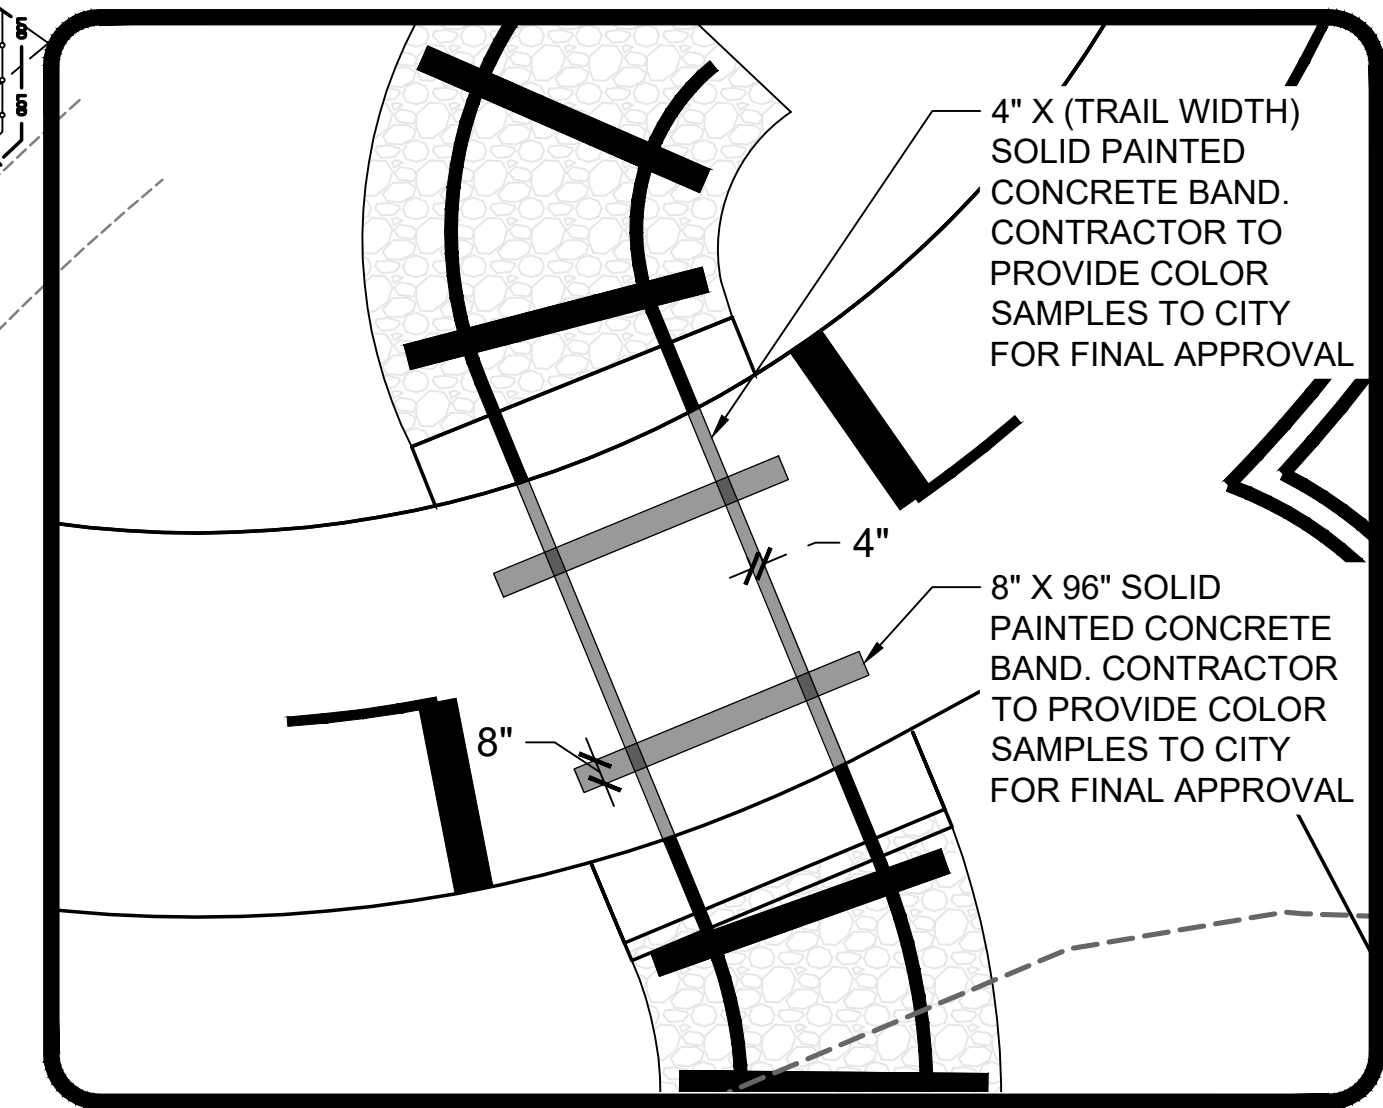 4" X (TRAIL WIDTH)
SOLID PAINTED
CONCRETE BAND.
CONTRACTOR TO
PROVIDE COLOR
SAMPLES TO CITY
FOR FINAL APPROVAL
4"
8" X 96" SOLID
PAINTED CONCRETE
BAND. CONTRACTOR
TO PROVIDE COLOR
SAMPLES TO CITY
FOR FINAL APPROVAL
8"